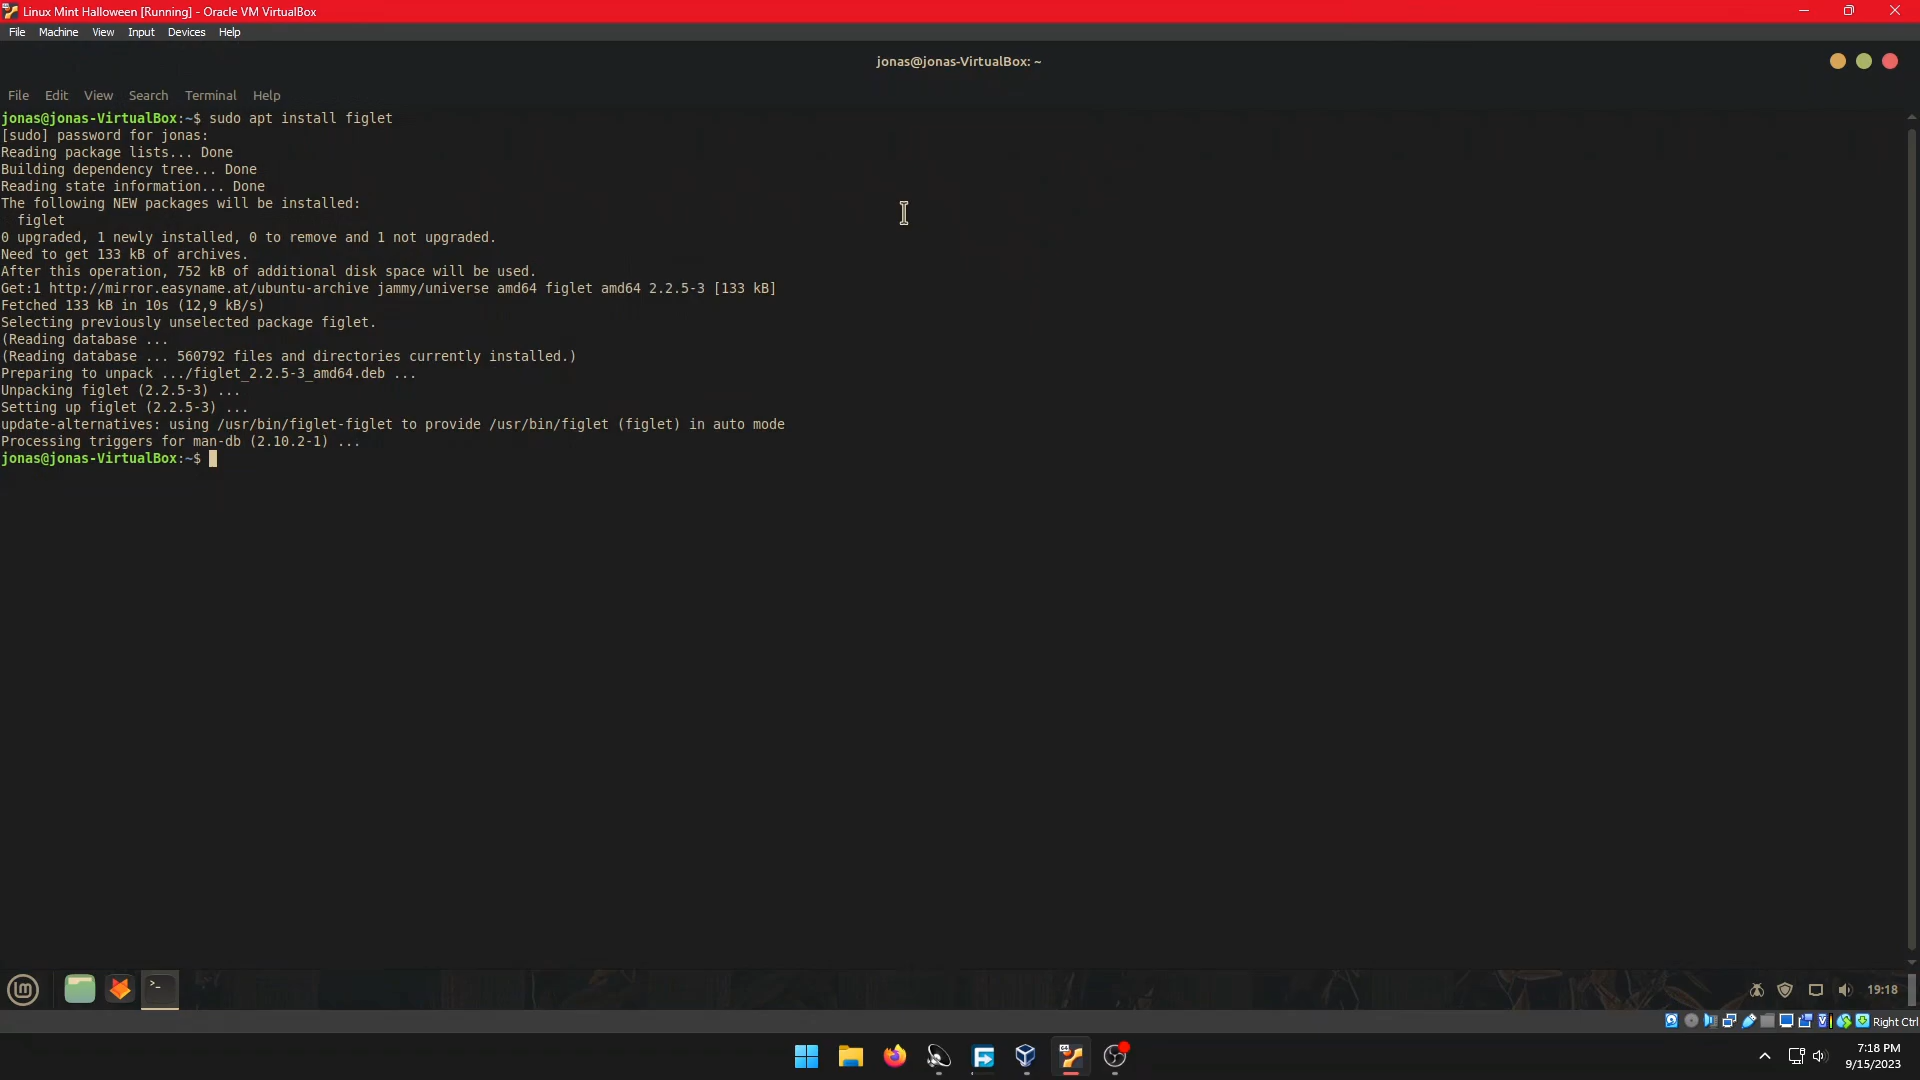 Linux Mint Halloween [Running] - Oracle VM VirtualBox
File Machine View Input Devices Help
jonas@jonas-VirtualBox: ~
File Edit View Search Terminal Help
jonas@jonas-VirtualBox:~$ sudo apt install figlet
[sudo] password for jonas:
Reading package lists... Done
Building dependency tree... Done
Reading state information... Done
The following NEW packages will be installed:
figlet
0 upgraded, 1 newly installed, 0 to remove and 1 not upgraded.
Need to get 133 kB of archives.
After this operation, 752 kB of additional disk space will be used.
Get:1 http://mirror.easyname.at/ubuntu-archive jammy/universe amd64 figlet amd64 2.2.5-3 [133 kB]
Fetched 133 kB in 10s (12,9 kB/s)
Selecting previously unselected package figlet.
(Reading database ...
(Reading database ... 560792 files and directories currently installed.)
Preparing to unpack .../figlet_2.2.5-3_amd64.deb ...
Unpacking figlet (2.2.5-3) ...
Setting up figlet (2.2.5-3) ...
update-alternatives: using /usr/bin/figlet-figlet to provide /usr/bin/figlet (figlet) in auto mode
Processing triggers for man-db (2.10.2-1) ...
jonas@jonas-VirtualBox:~$
19:18
Right Ctrl
7:18 PM
9/15/2023